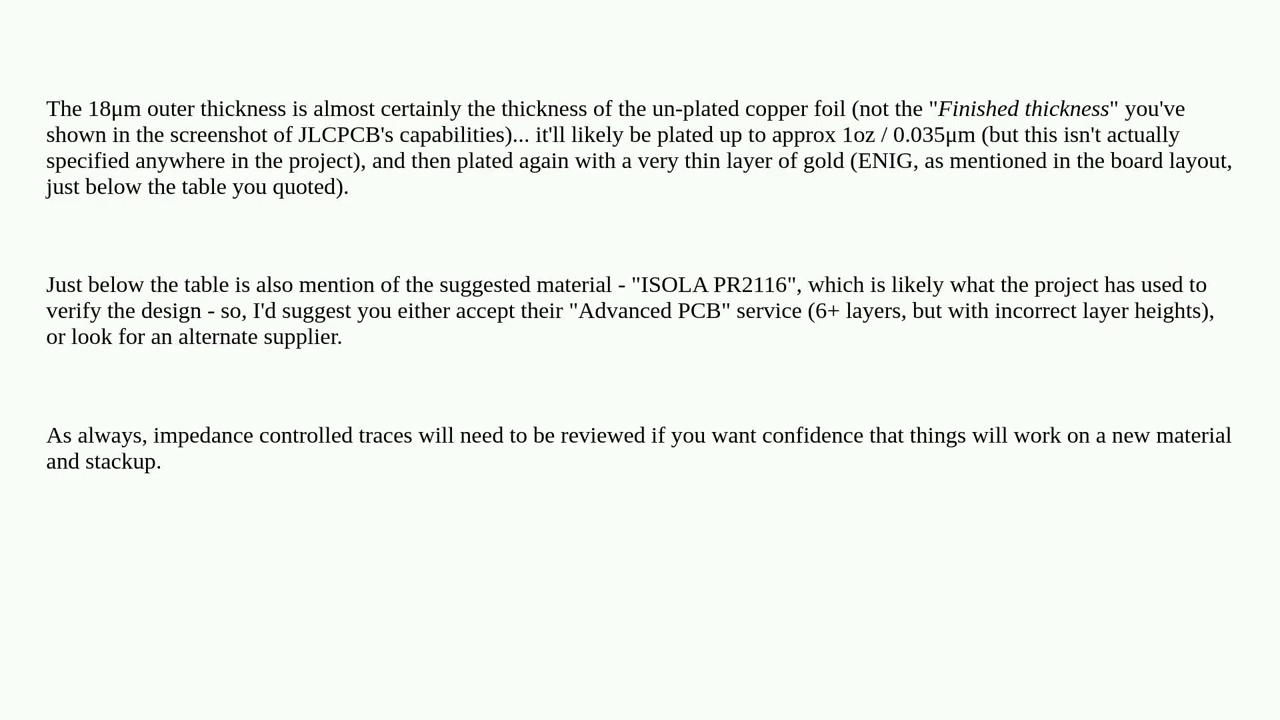 The 18μm outer thickness is almost certainly the thickness of the un-plated copper foil (not the "Finished thickness" you've
shown in the screenshot of JLCPCB's capabilities)... it'll likely be plated up to approx 1oz / 0.035μm (but this isn't actually
specified anywhere in the project), and then plated again with a very thin layer of gold (ENIG, as mentioned in the board layout,
just below the table you quoted).
Just below the table is also mention of the suggested material - "ISOLA PR2116", which is likely what the project has used to
verify the design - so, I'd suggest you either accept their "Advanced PCB" service (6+ layers, but with incorrect layer heights),
or look for an alternate supplier.
As always, impedance controlled traces will need to be reviewed if you want confidence that things will work on a new material
and stackup.